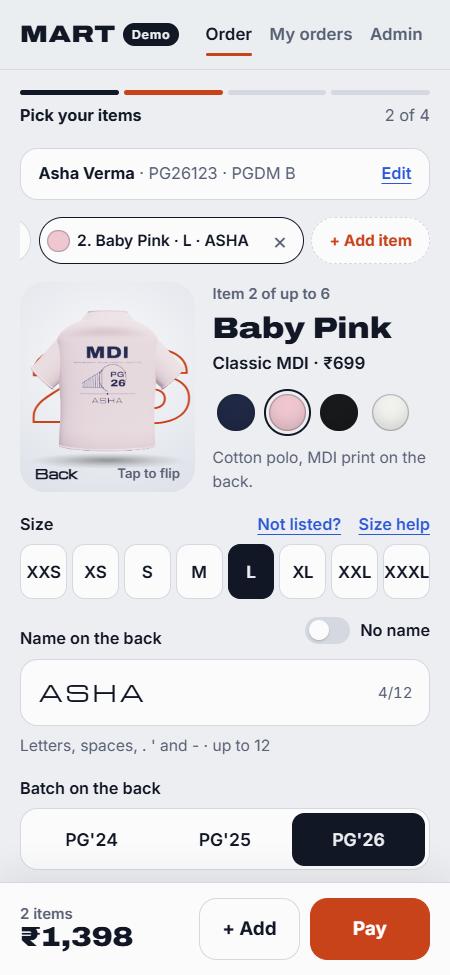 MART Demo Order My orders Admin
Pick your items 2 of 4
Asha Verma · PG26123 · PGDM B Edit
2. Baby Pink · L · ASHA × + Add item
Item 2 of up to 6
Baby Pink
Classic MDI · ₹699
MDI
PG'
26
ASHA
Back Tap to flip
Cotton polo, MDI print on the
back.
Size Not listed? Size help
XXS XS S M L XL XXL XXXL
Name on the back No name
ASHA 4/12
Letters, spaces, . ' and - · up to 12
Batch on the back
PG'24 PG'25 PG'26
2 items
₹1,398 + Add Pay